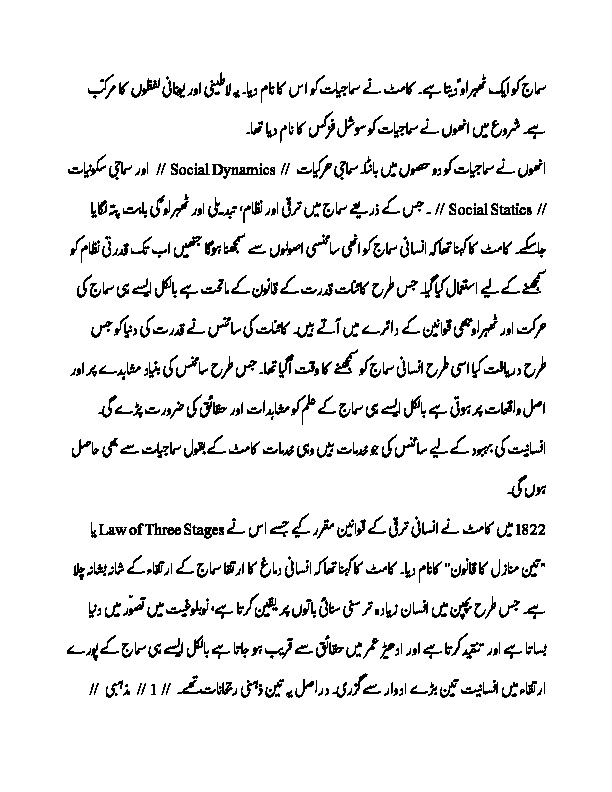 سماج کو ایک ٹھہراوٗ دیتا ہے۔ کامٹ نے سماجیات کو اس کا نام دیا۔ یہ لاطینی اور یونانی لفظوں کا مرکّب
ہے۔ شروع میں انھوں نے سماجیات کو سوشل فزکس کا نام دیا تھا۔
انھوں نے سماجیات کو دو حصوں میں بانٹا۔ سماجی حرکیات // Social Dynamics // اور سماجی سکونیات
// Social Statics // ۔ جس کے ذریعے سماج میں ترقی اور نظام، تبدیلی اور ٹھہراوٗ کی بابت پتہ لگایا
جاسکے۔ کامٹ کا کہنا تھا کہ انسانی سماج کو انھی سائنسی اصولوں سے سمجھنا ہوگا جنھیں اب تک قدرتی نظام کو
سمجھنے کے لیے استعمال کیا گیا۔ جس طرح کائنات قدرت کے قانون کے ماتحت ہے بالکل ایسے ہی سماج کی
حرکت اور ٹھہراوٗ بھی قوانین کے دائرے میں آتے ہیں۔ کائنات کی سائنس نے قدرت کی دنیا کو جس
طرح دریافت کیا اسی طرح انسانی سماج کو سمجھنے کا وقت آگیا تھا۔ جس طرح سائنس کی بنیاد مشاہدے پر اور
اصل واقعات پر ہوتی ہے بالکل ایسے ہی سماج کے علم کو مشاہدات اور حقائق کی ضرورت پڑے گی۔
انسانیت کی بہبود کے لیے سائنس کی جو خدمات ہیں وہی خدمات کامٹ کے بقول سماجیات سے بھی حاصل
ہوں گی۔
1822 میں کامٹ نے انسانی ترقی کے قوانین مقرر کیے جسے اس نے Law of Three Stages یا
"تین منازل کا قانون" کا نام دیا۔ کامٹ کا کہنا تھا کہ انسانی دماغ کا ارتقا سماج کے ارتقاء کے شانہ بشانہ چلا
ہے۔ جس طرح بچپن میں انسان زیادہ تر سنی سنائی باتوں پر یقین کرتا ہے، نوبلوغیت میں تصوّر میں دنیا
بساتا ہے اور تنقید کرتا ہے اور ادھیڑ عمر میں حقائق سے قریب ہو جاتا ہے بالکل ایسے ہی سماج کے پورے
ارتقاء میں انسانیت تین بڑے ادوار سے گزری۔ دراصل یہ تین ذہنی رحجانات تھے۔ // 1 // مذہبی //